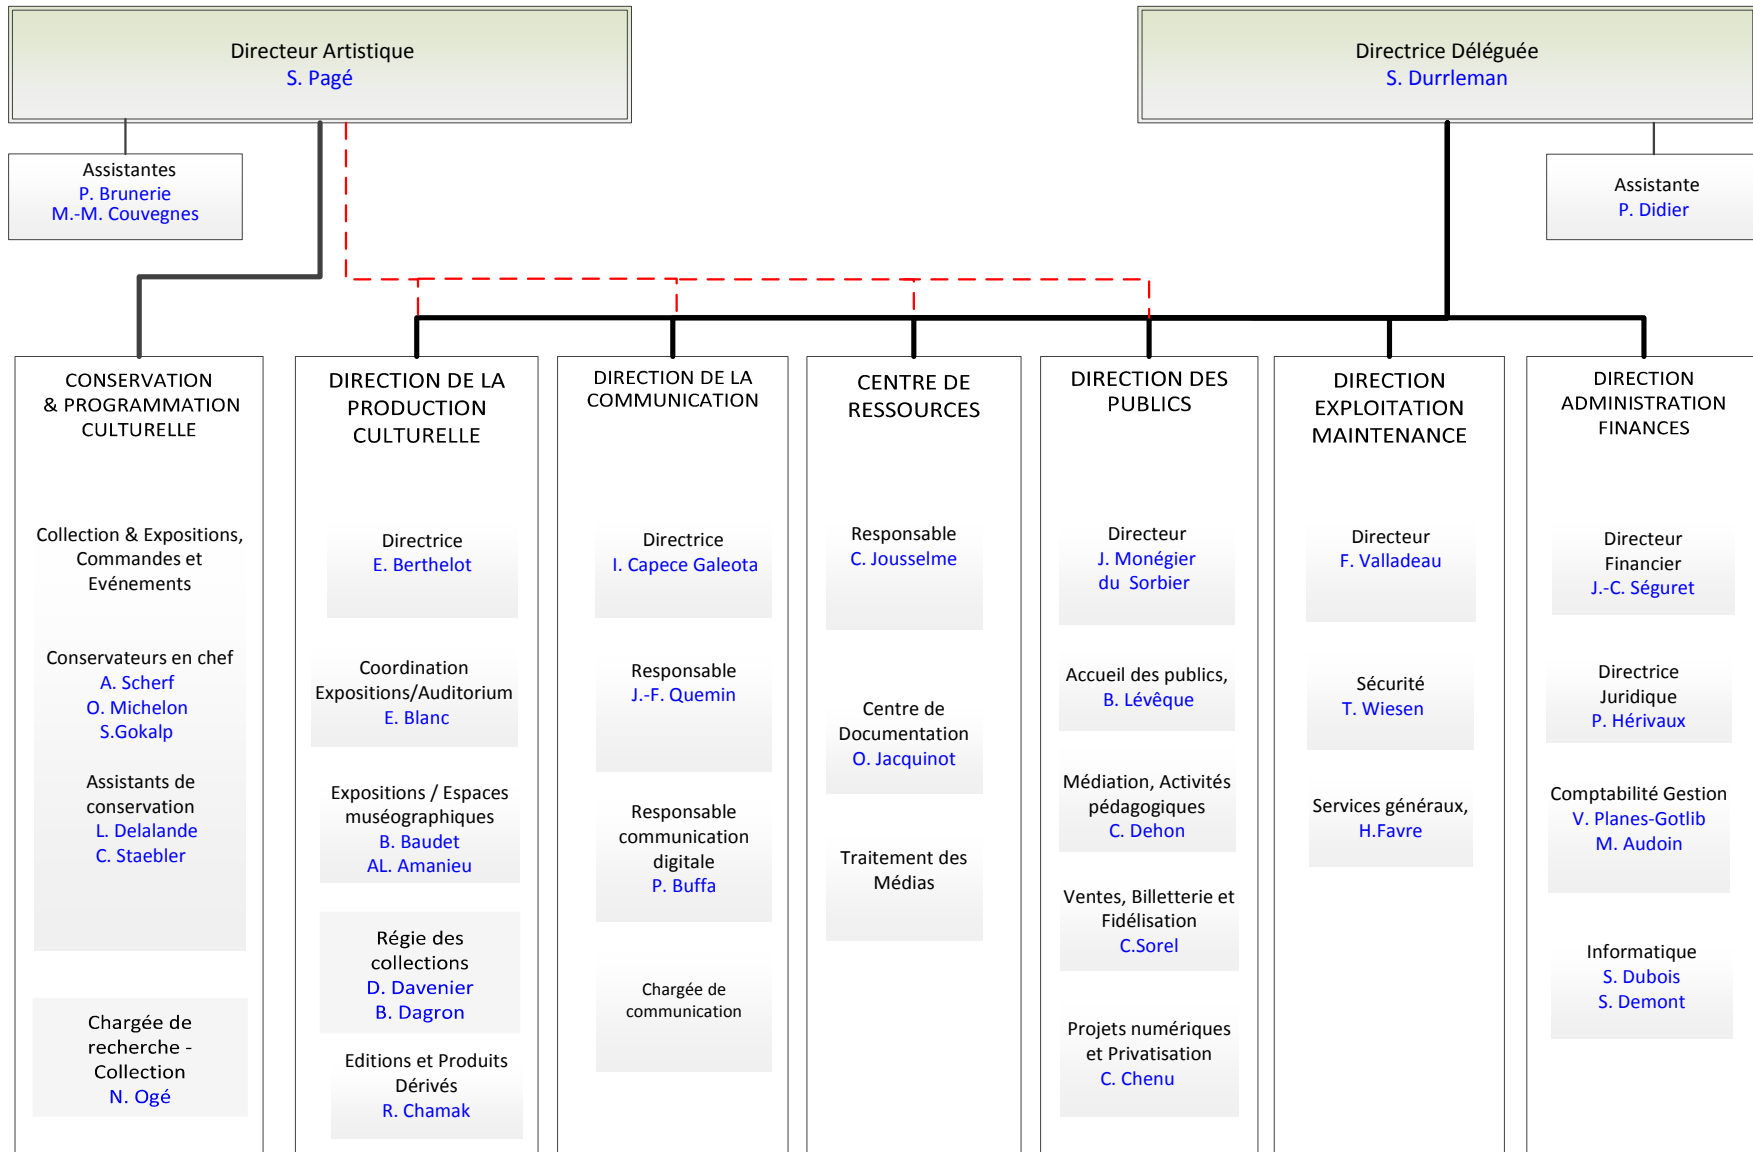 Directeur Artistique
S. Pagé
Directrice Déléguée
S. Durrleman
Assistantes
P. Brunerie
M.-M. Couvegnes
Assistante
P. Didier
CONSERVATION
& PROGRAMMATION
CULTURELLE
Collection & Expositions,
Commandes et
Evénements
Conservateurs en chef
A. Scherf
O. Michelon
S.Gokalp
Assistants de
conservation
L. Delalande
C. Staebler
Chargée de
recherche -
Collection
N. Ogé
DIRECTION DE LA
PRODUCTION
CULTURELLE
Directrice
E. Berthelot
Coordination
Expositions/Auditorium
E. Blanc
Expositions / Espaces
muséographiques
B. Baudet
AL. Amanieu
Régie des
collections
D. Davenier
B. Dagron
Editions et Produits
Dérivés
R. Chamak
DIRECTION DE LA
COMMUNICATION
Directrice
I. Capece Galeota
Responsable
J.-F. Quemin
Responsable
communication
digitale
P. Buffa
Chargée de
communication
CENTRE DE
RESSOURCES
Responsable
C. Jousselme
Centre de
Documentation
O. Jacquinot
Traitement des
Médias
DIRECTION DES
PUBLICS
Directeur
J. Monégier
du Sorbier
Accueil des publics,
B. Lévêque
Médiation, Activités
pédagogiques
C. Dehon
Ventes, Billetterie et
Fidélisation
C.Sorel
Projets numériques
et Privatisation
C. Chenu
DIRECTION
EXPLOITATION
MAINTENANCE
Directeur
F. Valladeau
Sécurité
T. Wiesen
Services généraux,
H.Favre
DIRECTION
ADMINISTRATION
FINANCES
Directeur
Financier
J.-C. Séguret
Directrice
Juridique
P. Hérivaux
Comptabilité Gestion
V. Planes-Gotlib
M. Audoin
Informatique
S. Dubois
S. Demont